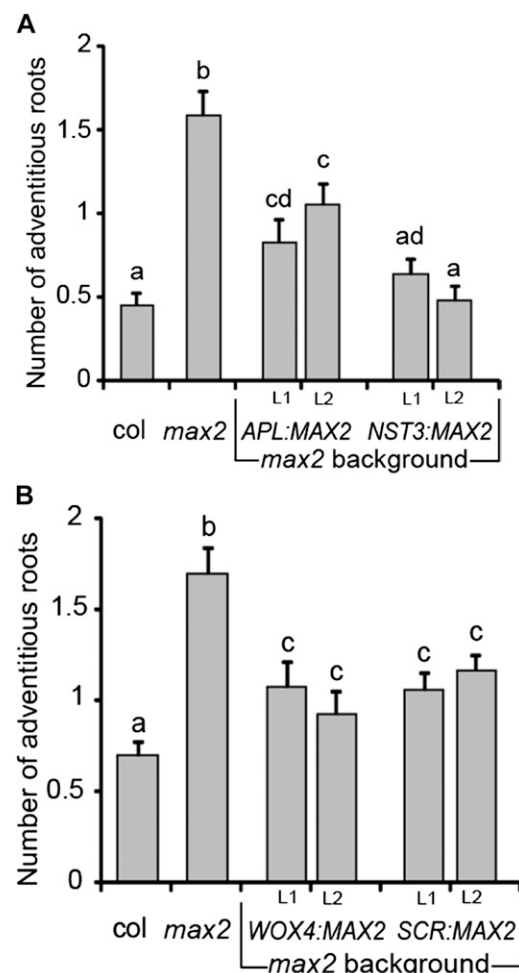 A
Number of adventitious roots
2
1.5
1
0.5
0
a
b
cd
c
ad
a
L1 L2 L1 L2
col max2 APL:MAX2 NST3:MAX2
max2 background
B
Number of adventitious roots
2
1.5
1
0.5
0
a
b
c
c
c
c
L1 L2 L1 L2
col max2 WOX4:MAX2 SCR:MAX2
max2 background